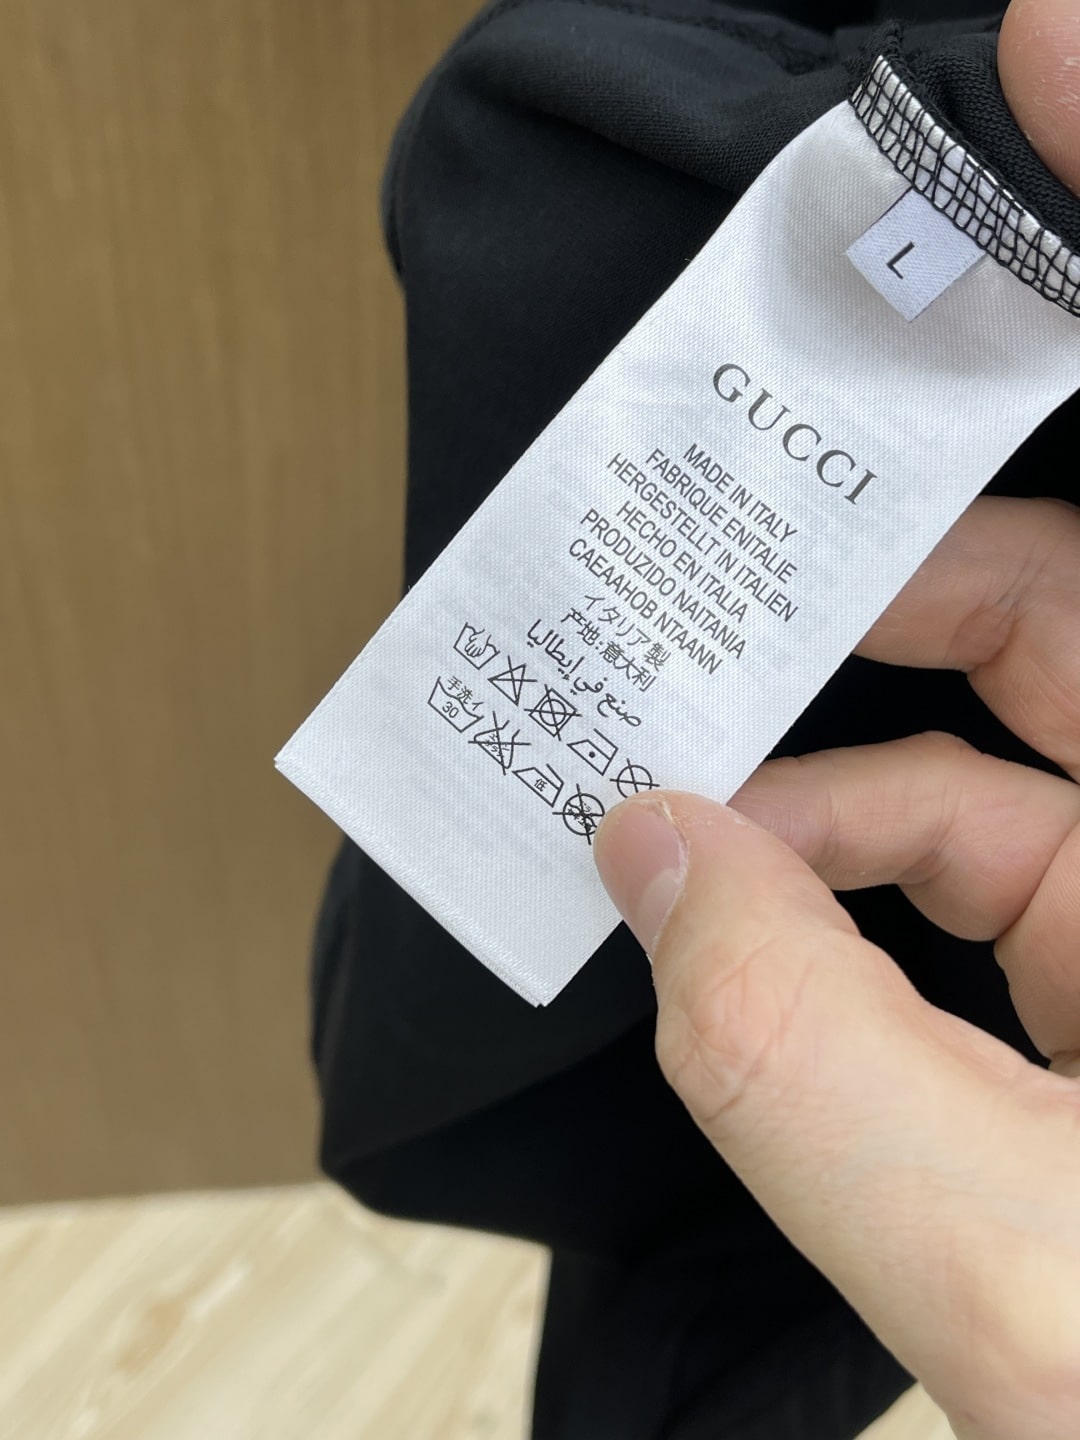 L
GUCCI
MADE IN ITALY
FABRIQUE ENITALIE
HERGESTELLT IN ITALIEN
HECHO EN ITALIA
PRODUZIDO NAITANIA
CAEAAHOB NTAANN
イタリア製
产地:意大利
صنع في إيطاليا
手洗イ
30
低